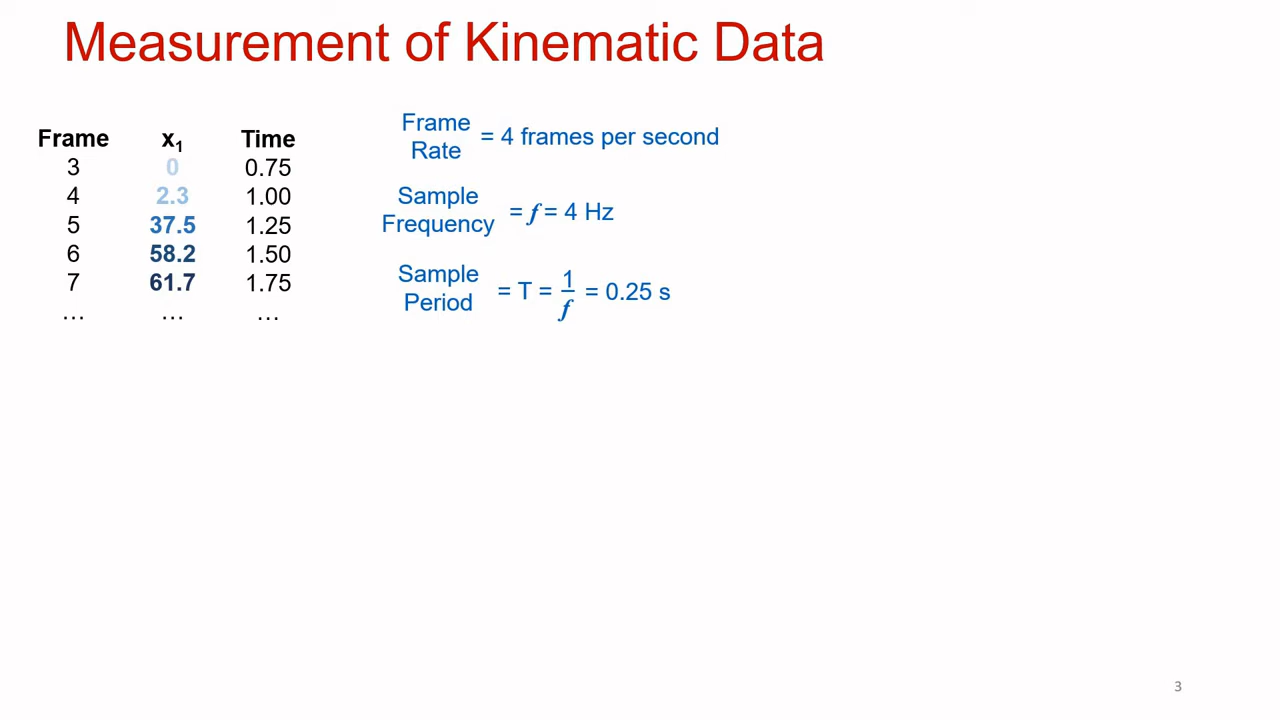 Measurement of Kinematic Data
Frame x1 Time
3 0 0.75
4 2.3 1.00
5 37.5 1.25
6 58.2 1.50
7 61.7 1.75
… … …
Frame Rate = 4 frames per second
Sample Frequency = f = 4 Hz
Sample Period = T = 1/f = 0.25 s
3